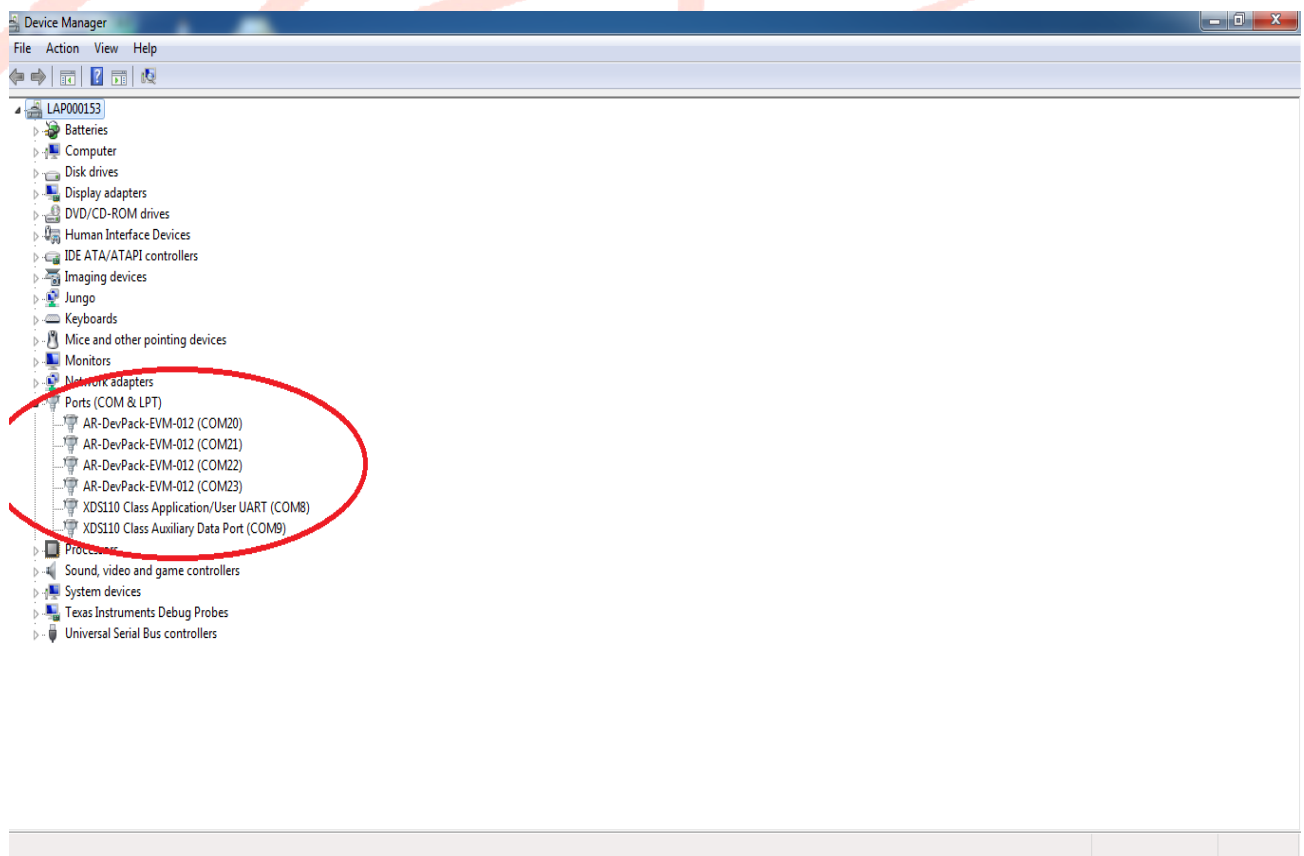 Device Manager
File Action View Help
LAP000153
Batteries
Computer
Disk drives
Display adapters
DVD/CD-ROM drives
Human Interface Devices
IDE ATA/ATAPI controllers
Imaging devices
Jungo
Keyboards
Mice and other pointing devices
Monitors
Network adapters
Ports (COM & LPT)
AR-DevPack-EVM-012 (COM20)
AR-DevPack-EVM-012 (COM21)
AR-DevPack-EVM-012 (COM22)
AR-DevPack-EVM-012 (COM23)
XDS110 Class Application/User UART (COM8)
XDS110 Class Auxiliary Data Port (COM9)
Processors
Sound, video and game controllers
System devices
Texas Instruments Debug Probes
Universal Serial Bus controllers